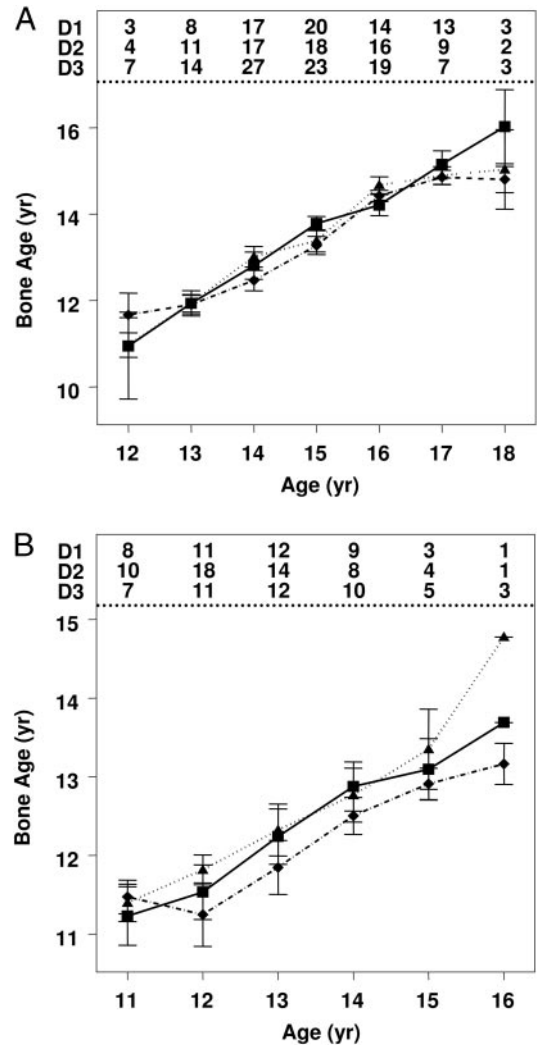 A
D1 3 8 17 20 14 13 3
D2 4 11 17 18 16 9 2
D3 7 14 27 23 19 7 3
16
14
12
10
Bone Age (yr)
12 13 14 15 16 17 18
Age (yr)
B
D1 8 11 12 9 3 1
D2 10 18 14 8 4 1
D3 7 11 12 10 5 3
15
14
13
12
11
Bone Age (yr)
11 12 13 14 15 16
Age (yr)